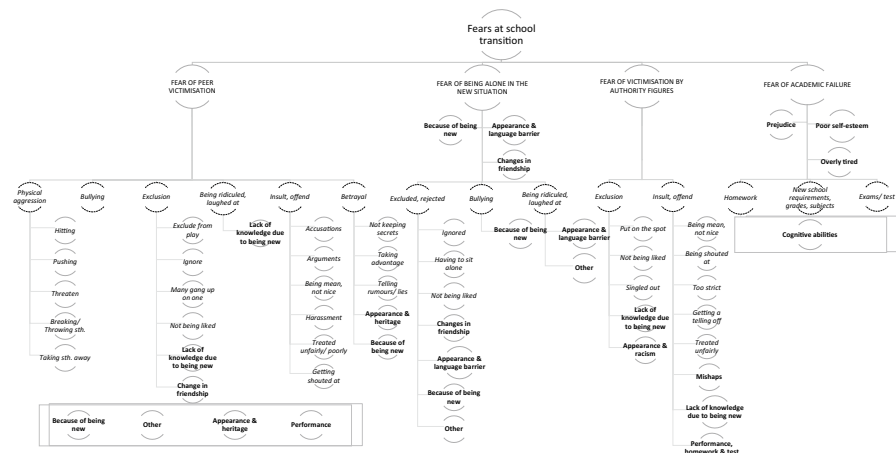 Fears at school
transition
FEAR OF PEER
VICTIMISATION
FEAR OF BEING ALONE IN THE
NEW SITUATION
FEAR OF VICTIMISATION BY
AUTHORITY FIGURES
FEAR OF ACADEMIC FAILURE
Because of being
new
Appearance &
language barrier
Changes in
friendship
Prejudice
Poor self-esteem
Overly tired
Physical
aggression
Bullying
Exclusion
Being ridiculed,
laughed at
Insult, offend
Betrayal
Excluded, rejected
Bullying
Being ridiculed,
laughed at
Exclusion
Insult, offend
Homework
New school
requirements,
grades, subjects
Exams/ test
Hitting
Pushing
Threaten
Breaking/
Throwing sth.
Taking sth. away
Exclude from
play
Ignore
Many gang up
on one
Not being liked
Lack of
knowledge due
to being new
Change in
friendship
Lack of
knowledge due
to being new
Accusations
Arguments
Being mean,
not nice
Harassment
Treated
unfairly/ poorly
Getting
shouted at
Not keeping
secrets
Taking
advantage
Telling
rumours/ lies
Appearance &
heritage
Because of
being new
Because of being
new
Other
Appearance &
heritage
Performance
Ignored
Having to sit
alone
Not being liked
Changes in
friendship
Appearance &
language barrier
Because of being
new
Other
Because of being
new
Appearance &
language barrier
Other
Put on the spot
Not being liked
Singled out
Lack of
knowledge due
to being new
Appearance &
racism
Being mean,
not nice
Being shouted
at
Too strict
Getting a
telling off
Treated
unfairly
Mishaps
Lack of knowledge
due to being new
Performance,
homework & test
Cognitive abilities